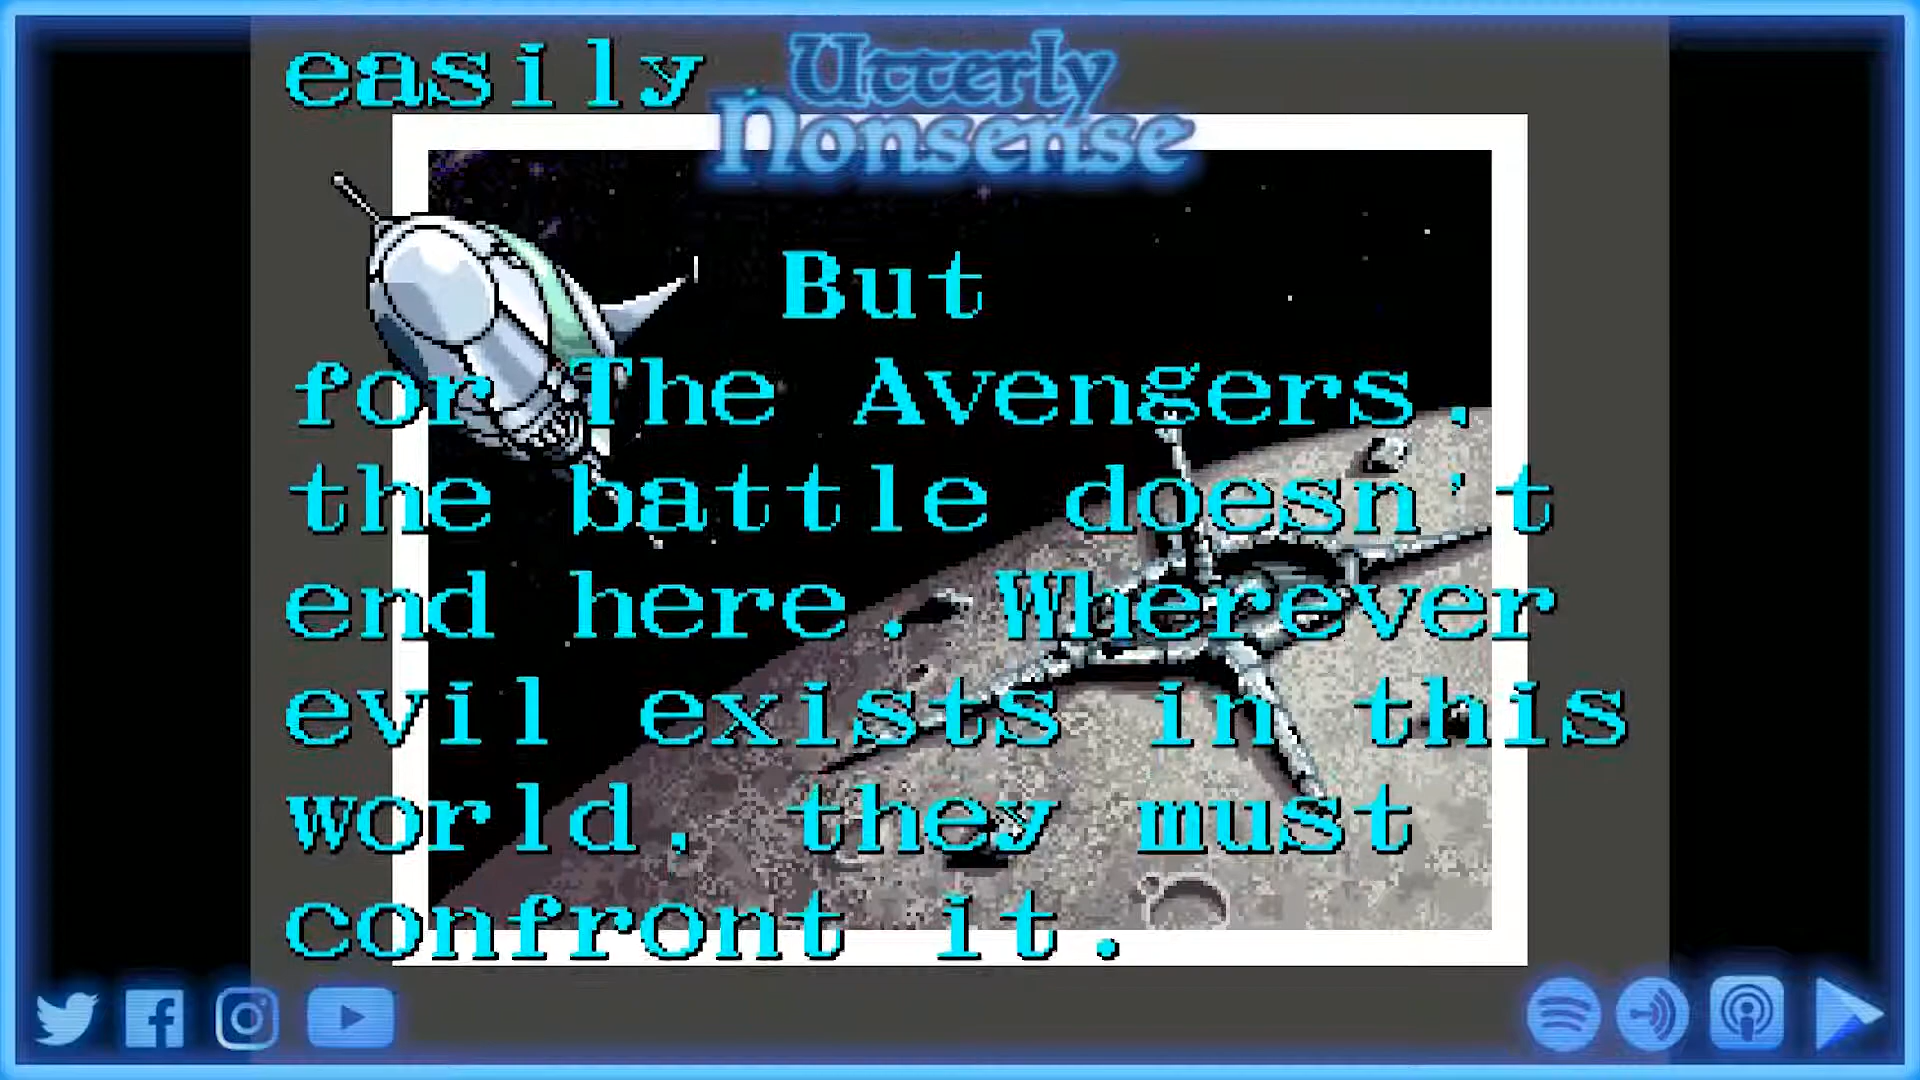 easily
Utterly
Nonsense
But
for The Avengers,
the battle doesn't
end here. Wherever
evil exists in this
world, they must
confront it.